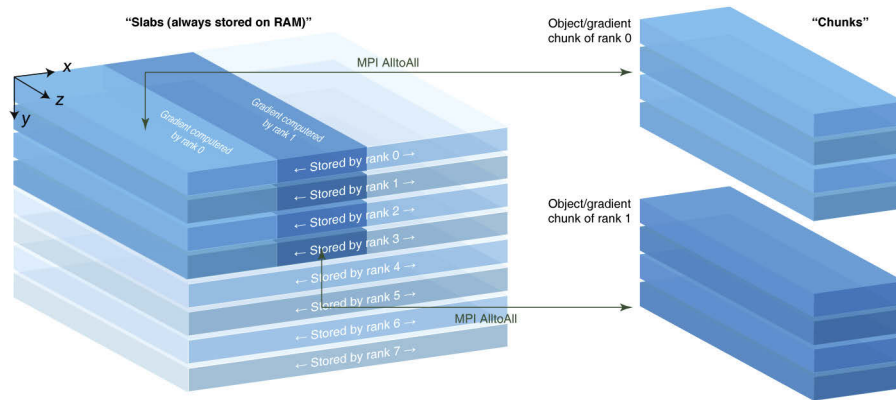 “Slabs (always stored on RAM)”
Object/gradient
chunk of rank 0
“Chunks”
MPI AlltoAll
x
z
y
Gradient computered
by rank 0
Gradient computered
by rank 1
← Stored by rank 0 →
← Stored by rank 1 →
← Stored by rank 2 →
← Stored by rank 3 →
← Stored by rank 4 →
← Stored by rank 5 →
← Stored by rank 6 →
← Stored by rank 7 →
Object/gradient
chunk of rank 1
MPI AlltoAll